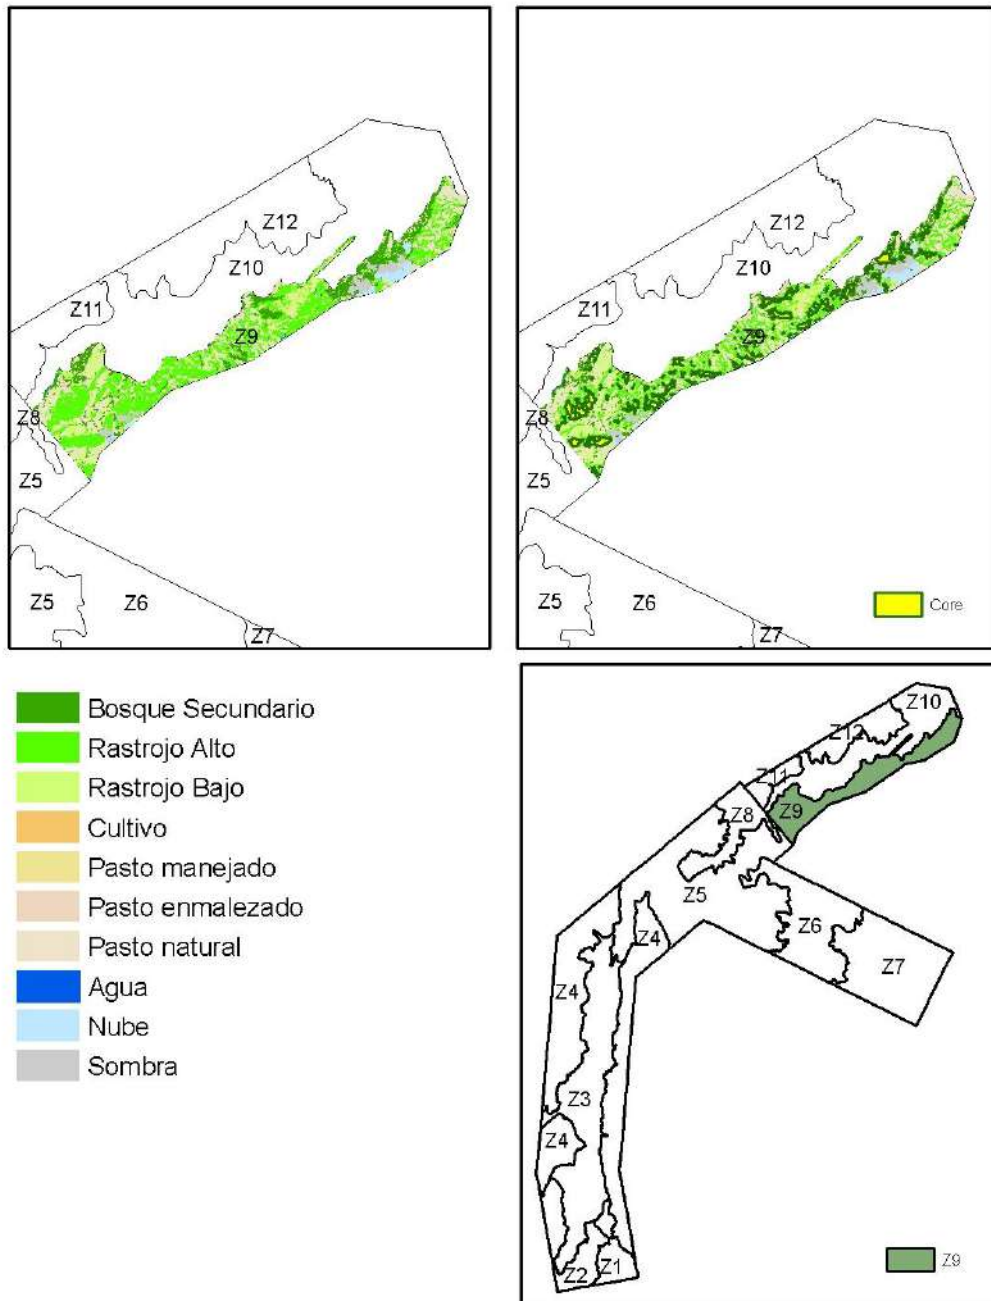 Z12
Z10
Z11
Z9
Z8
Z5
Z5
Z6
Z7
Z12
Z10
Z11
Z9
Z8
Z5
Z5
Z6
Z7
Core
Bosque Secundario
Rastrojo Alto
Rastrojo Bajo
Cultivo
Pasto manejado
Pasto enmalezado
Pasto natural
Agua
Nube
Sombra
Z10
Z12
Z11
Z9
Z8
Z5
Z6
Z4
Z7
Z4
Z3
Z4
Z2
Z1
Z9